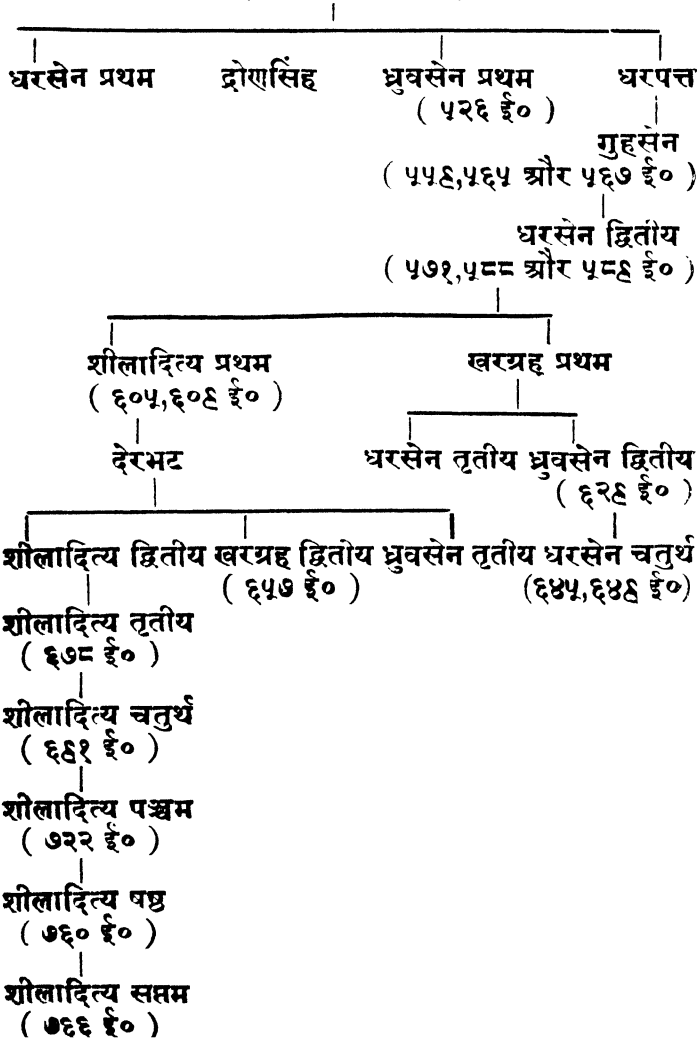 धरसेन प्रथम द्रोणसिंह ध्रुवसेन प्रथम धरपत्त
( ५२६ ई० )
गुहसेन
( ५५९,५६५ और ५६७ ई० )
धरसेन द्वितीय
( ५७१,५८८ और ५८९ ई० )
शीलादित्य प्रथम खरग्रह प्रथम
( ६०५,६०९ ई० )
देरभट धरसेन तृतीय ध्रुवसेन द्वितीय
( ६२९ ई० )
शीलादित्य द्वितीय खरग्रह द्वितीय ध्रुवसेन तृतीय धरसेन चतुर्थ
( ६५७ ई० ) (६४५,६४९ ई०)
शीलादित्य तृतीय
( ६७८ ई० )
शीलादित्य चतुर्थ
( ६९१ ई० )
शीलादित्य पञ्चम
( ७२२ ई० )
शीलादित्य षष्ठ
( ७६० ई० )
शीलादित्य सप्तम
( ७६६ ई० )